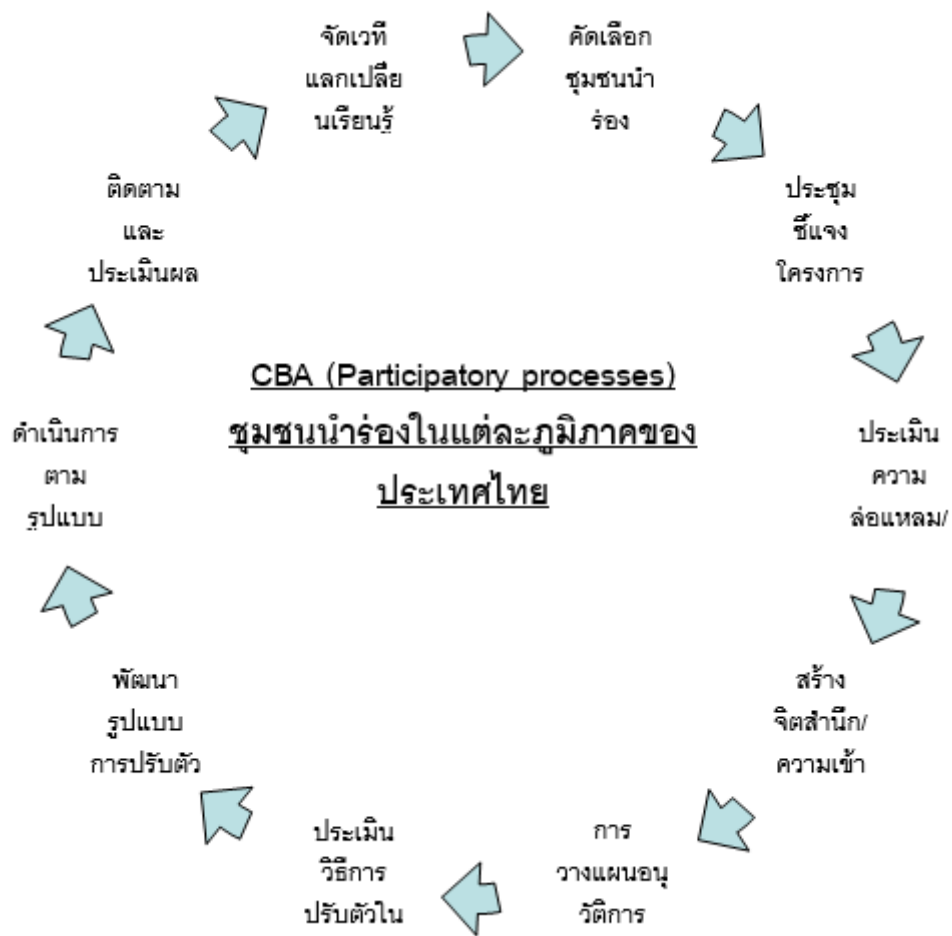 จัดเวที
แลกเปลี่ย
นเรียนรู้
คัดเลือก
ชุมชนนำ
ร่อง
ประชุม
ชี้แจง
โครงการ
ประเมิน
ความ
ล่อแหลม/
สร้าง
จิตสำนึก/
ความเข้า
การ
วางแผนอนุ
วัติการ
ประเมิน
วิธีการ
ปรับตัวใน
พัฒนา
รูปแบบ
การปรับตัว
ดำเนินการ
ตาม
รูปแบบ
ติดตาม
และ
ประเมินผล
CBA (Participatory processes)
ชุมชนนำร่องในแต่ละภูมิภาคของ
ประเทศไทย